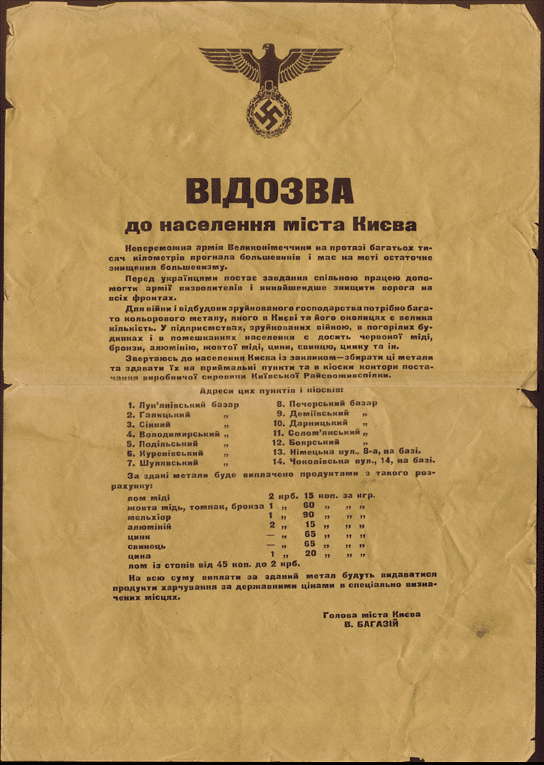 ВІДОЗВА
до населення міста Києва
Непереможна армія Великонімеччини на протязі багатьох ти-
сяч кілометрів прогнала большевиків і має на меті остаточне
знищення большевизму.
Перед українцями постає завдання спільною працею допо-
могти армії визволителів і якнайшвидше знищити ворога на
всіх фронтах.
Для війни і відбудови зруйнованого господарства потрібно бага-
то кольорового металу, якого в Києві та його околицях є велика
кількість. У підприємствах, зруйнованих війною, в погорілих бу-
динках і в помешканнях населення є досить червоної міді,
бронзи, алюмінію, жовтої міді, цини, свинцю, цинку та ін.
Звертаюсь до населення Києва із закликом—збирати ці метали
та здавати їх на приймальні пункти та в кіоски контори поста-
чання виробничої сировини Київської Райспоживспілки.
Адреси цих пунктів і кіосків:
1. Лук'янівський базар
2. Галицький „
3. Сінний „
4. Володимирський „
5. Подільський „
6. Куренівський „
7. Шулявський „
8. Печерський базар
9. Деміївський „
10. Дарницький „
11. Солом'янський „
12. Боярський „
13. Німецька вул., 8-а, на базі.
14. Чоколівська вул., 14, на базі.
За здані метали буде виплачено продуктами з такого роз-
рахунку:
лом міді 2 крб. 15 коп. за кгр.
жовта мідь, томпак, бронза 1 „ 60 „ „ „
мельхіор 1 „ 90 „ „ „
алюміній 2 „ 15 „ „ „
цинк — „ 65 „ „ „
свинець — „ 65 „ „ „
цина 1 „ 20 „ „ „
лом із стопів від 45 коп. до 2 крб.
На всю суму виплати за зданий метал будуть видаватися
продукти харчування за державними цінами в спеціально визна-
чених місцях.
Голова міста Києва
В. БАГАЗІЙ